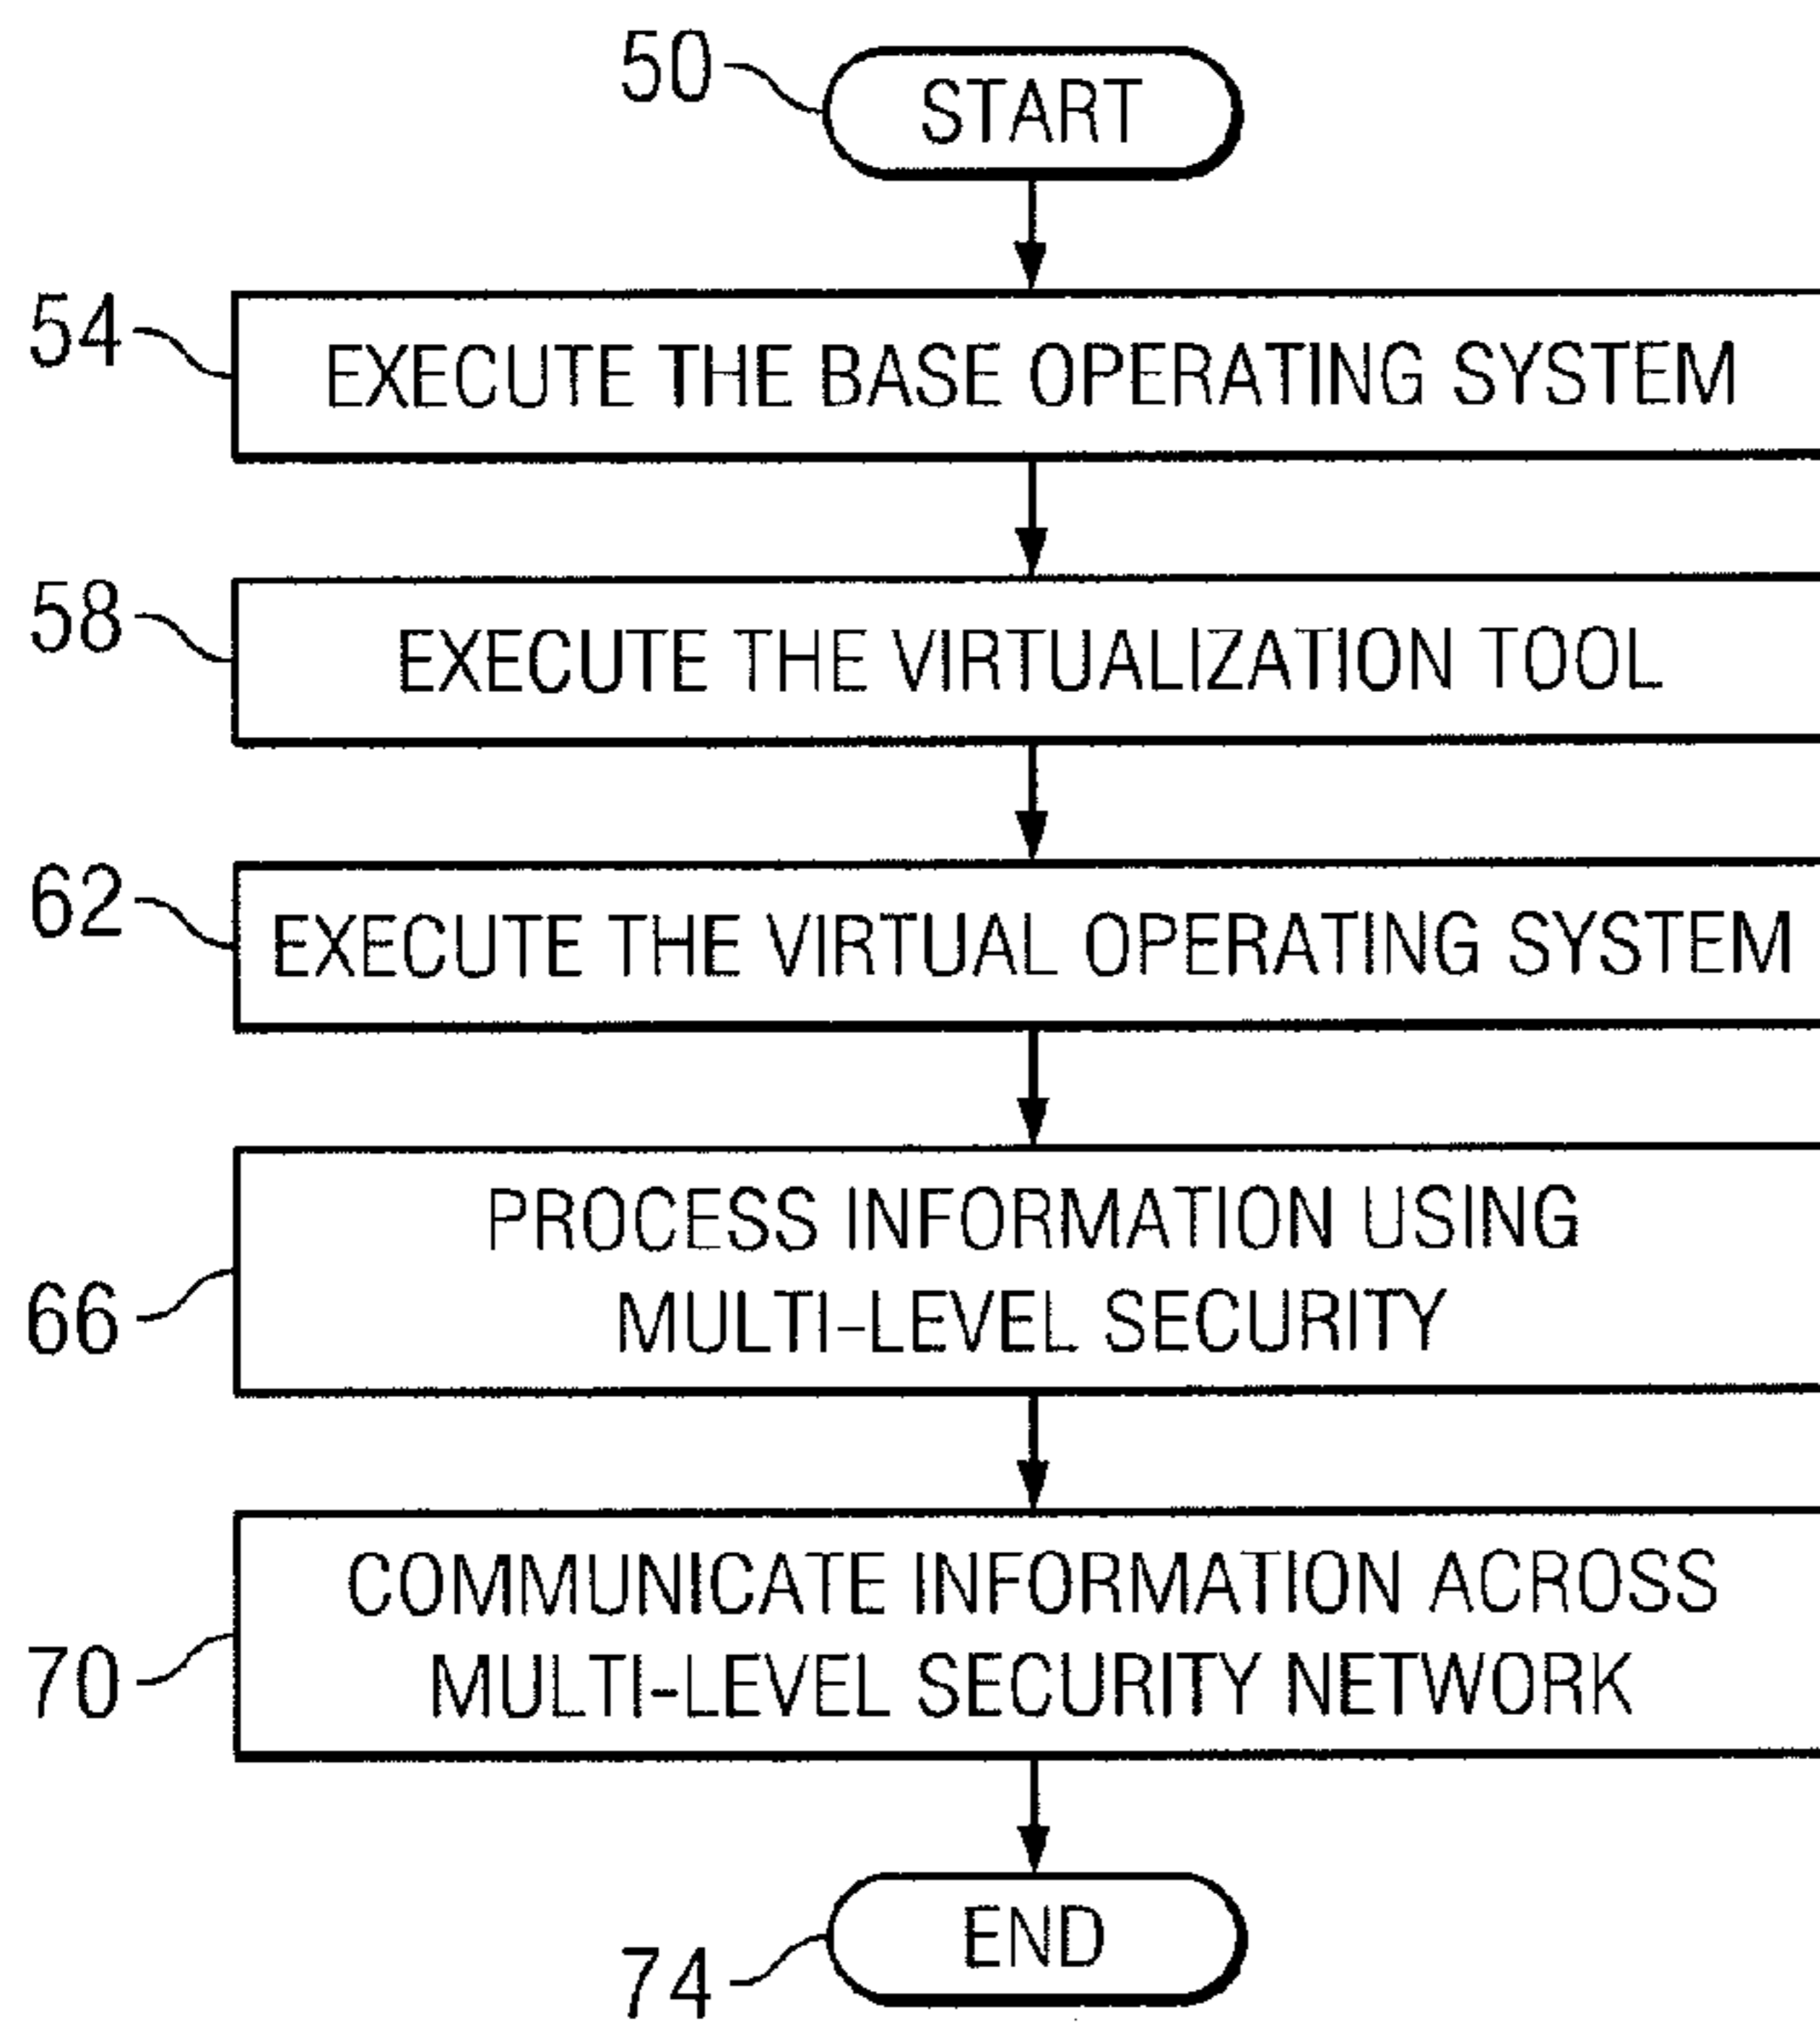 50
START
54
EXECUTE THE BASE OPERATING SYSTEM
58
EXECUTE THE VIRTUALIZATION TOOL
62
EXECUTE THE VIRTUAL OPERATING SYSTEM
66
PROCESS INFORMATION USING
MULTI-LEVEL SECURITY
70
COMMUNICATE INFORMATION ACROSS
MULTI-LEVEL SECURITY NETWORK
74
END